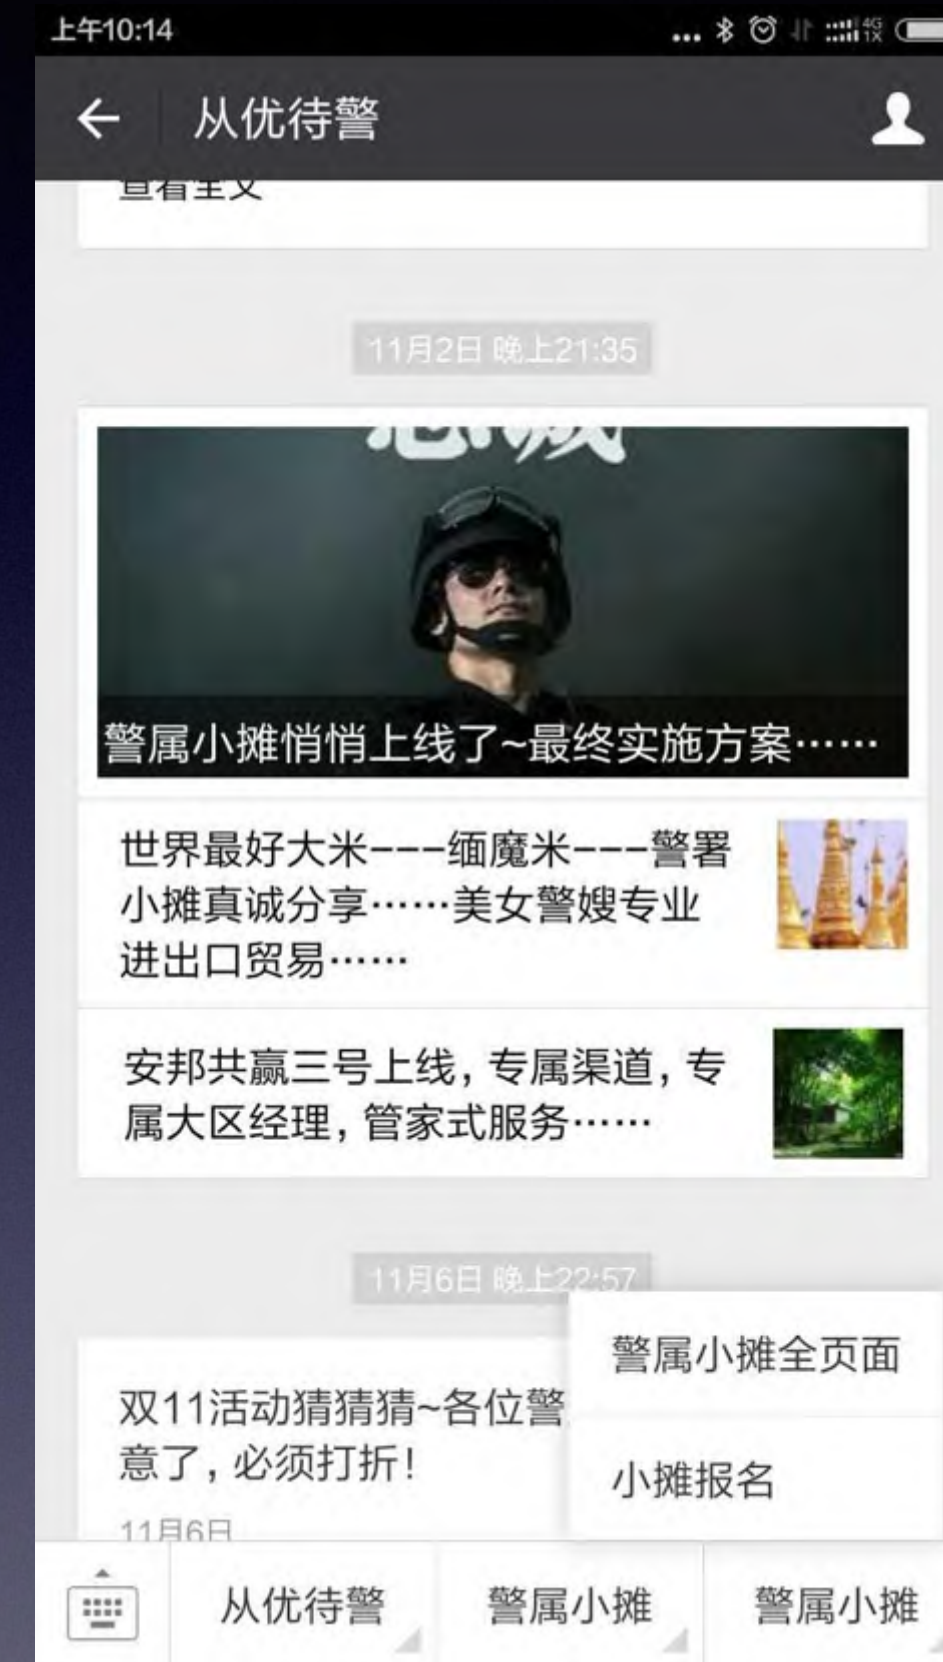 上午10:14
... 4G
1X
从优待警
查看全文
11月2日 晚上21:35
警属小摊悄悄上线了~最终实施方案……
世界最好大米---缅魔米---警署
小摊真诚分享……美女警嫂专业
进出口贸易……
安邦共赢三号上线，专属渠道，专
属大区经理，管家式服务……
11月6日 晚上22:57
警属小摊全页面
双11活动猜猜猜~各位警
意了，必须打折！
小摊报名
11月6日
从优待警
警属小摊
警属小摊